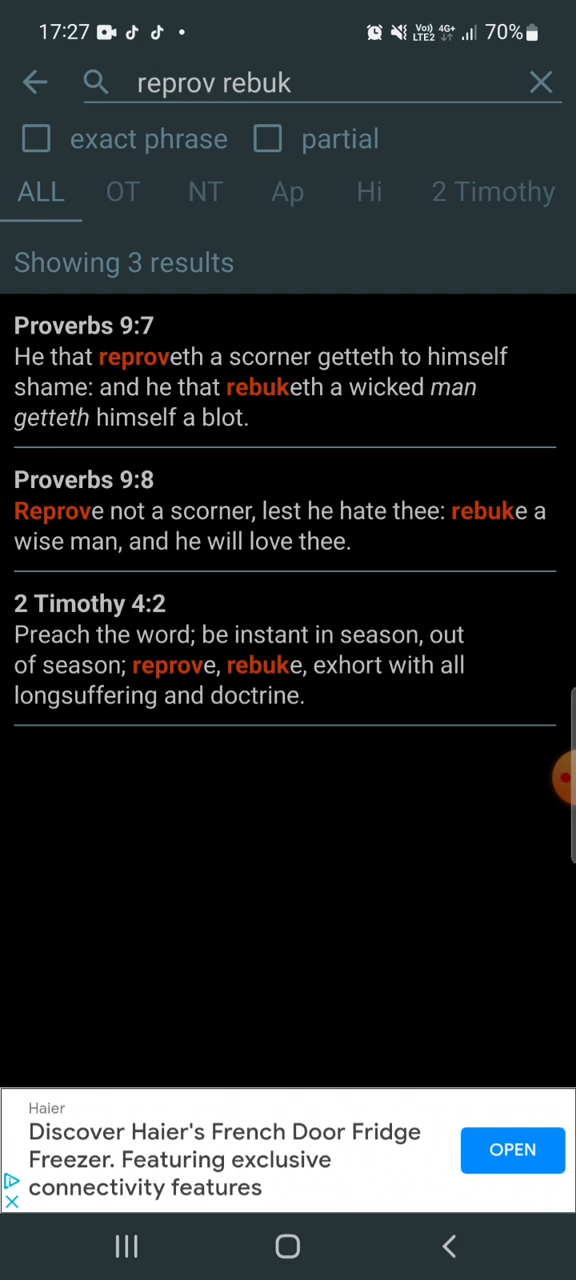 17:27
Vo)) LTE2 4G+ 70%
reprov rebuk
exact phrase partial
ALL OT NT Ap Hi 2 Timothy
Showing 3 results
Proverbs 9:7
He that reproveth a scorner getteth to himself
shame: and he that rebuketh a wicked man
getteth himself a blot.
Proverbs 9:8
Reprove not a scorner, lest he hate thee: rebuke a
wise man, and he will love thee.
2 Timothy 4:2
Preach the word; be instant in season, out
of season; reprove, rebuke, exhort with all
longsuffering and doctrine.
Haier
Discover Haier's French Door Fridge
Freezer. Featuring exclusive
connectivity features
OPEN